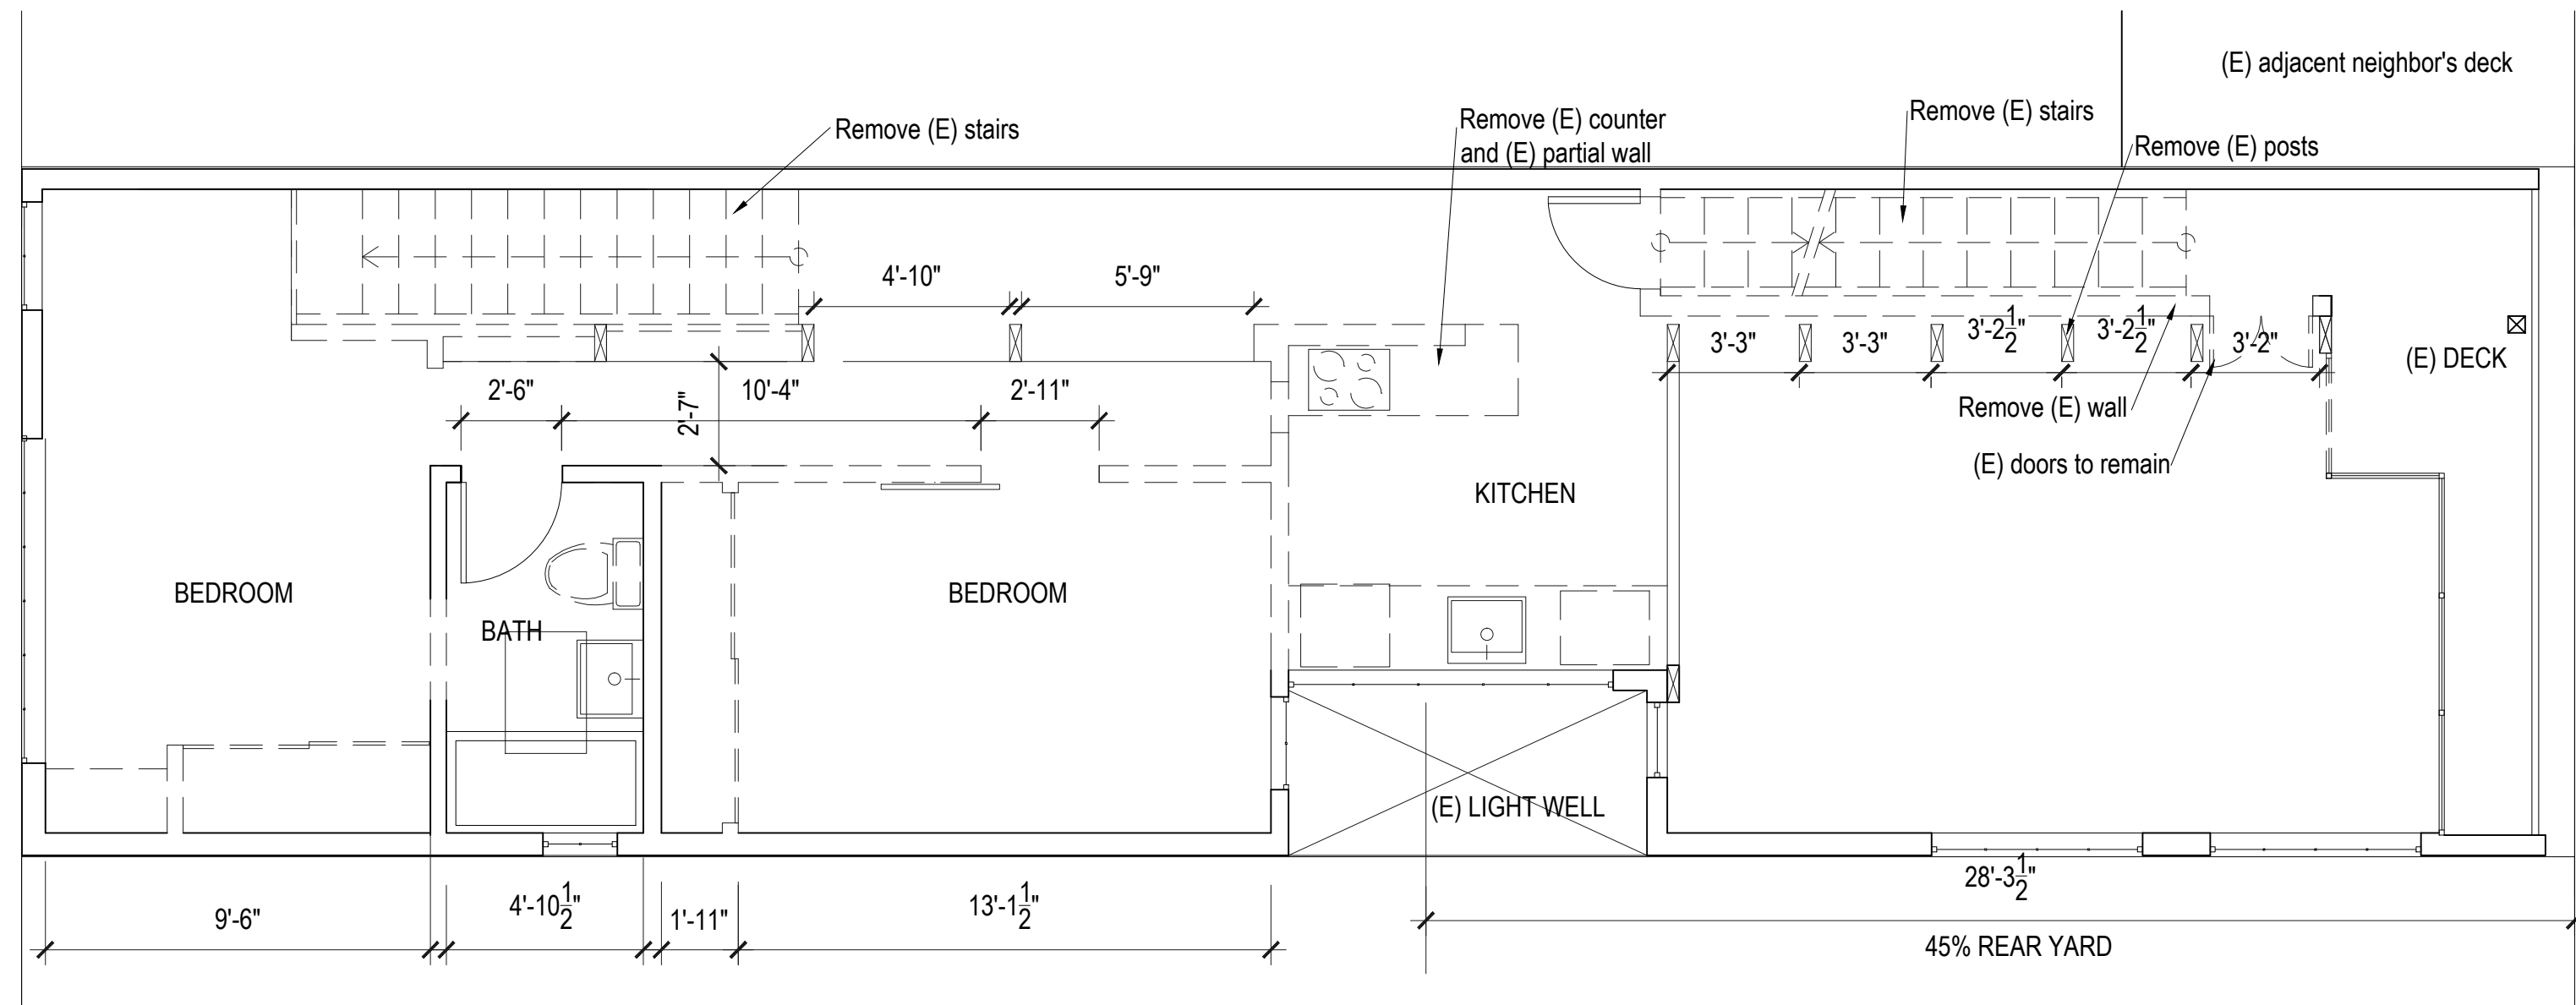 (E) adjacent neighbor's deck
Remove (E) stairs
Remove (E) counter
and (E) partial wall
Remove (E) stairs
Remove (E) posts
4'-10"
5'-9"
3'-3"
3'-3"
3'-2 1/2"
3'-2 1/2"
3'-2"
(E) DECK
2'-6"
2'-7"
10'-4"
2'-11"
Remove (E) wall
(E) doors to remain
KITCHEN
BEDROOM
BATH
BEDROOM
(E) LIGHT WELL
28'-3 1/2"
9'-6"
4'-10 1/2"
1'-11"
13'-1 1/2"
45% REAR YARD